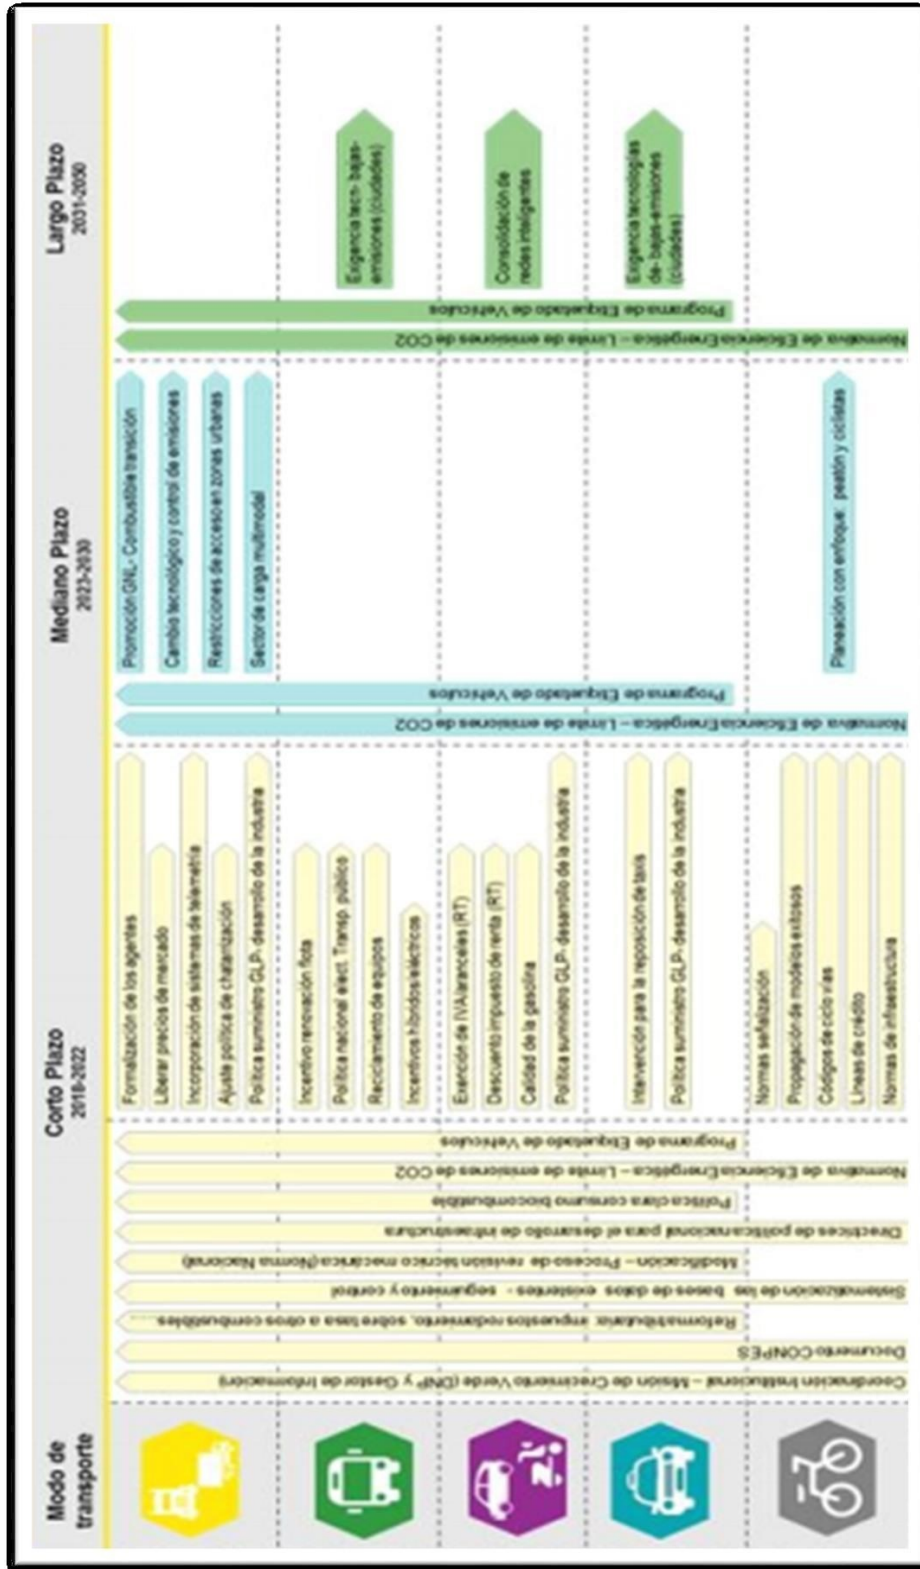 Modo de
transporte
Corto Plazo
2018-2022
Mediano Plazo
2023-2030
Largo Plazo
2031-2050
Coordinación Institucional – Misión de Crecimiento Verde (DNP y Gestor de Información)
Documento CONPES
Reforma tributaria: impuestos rodamiento, sobre tasa a otros combustibles
Sistematización de las bases de datos existentes - seguimiento y control
Modificación – Proceso de revisión técnico mecánica (Norma Nacional)
Directrices de política nacional para el desarrollo de infraestructura
Política clara consumo biocombustible
Normativa de Eficiencia Energética – Límite de emisiones de CO2
Programa de Etiquetado de Vehículos
Formalización de los agentes
Liberar precios de mercado
Incorporación de sistemas de telemetría
Ajuste política de chatarrización
Política suministro GLP- desarrollo de la industria
Incentivo renovación flota
Política nacional elect. Transp. público
Reciclamiento de equipos
Incentivos híbridos/eléctricos
Exención de IVA/aranceles (RT)
Descuento impuesto de renta (RT)
Calidad de la gasolina
Política suministro GLP- desarrollo de la industria
Intervención para la reposición de taxis
Política suministro GLP- desarrollo de la industria
Normas señalización
Propagación de modelos exitosos
Códigos de ciclo vías
Líneas de crédito
Normas de infraestructura
Normativa de Eficiencia Energética – Límite de emisiones de CO2
Programa de Etiquetado de Vehículos
Promoción GNL- Combustible transición
Cambio tecnológico y control de emisiones
Restricciones de acceso en zonas urbanas
Sector de carga multimodal
Planeación con enfoque: peatón y ciclistas
Normativa de Eficiencia Energética – Límite de emisiones de CO2
Programa de Etiquetado de Vehículos
Exigencia tecn- bajas-
emisiones (ciudades)
Consolidación de
redes inteligentes
Exigencia tecnologías
de- bajas-emisiones
(ciudades)